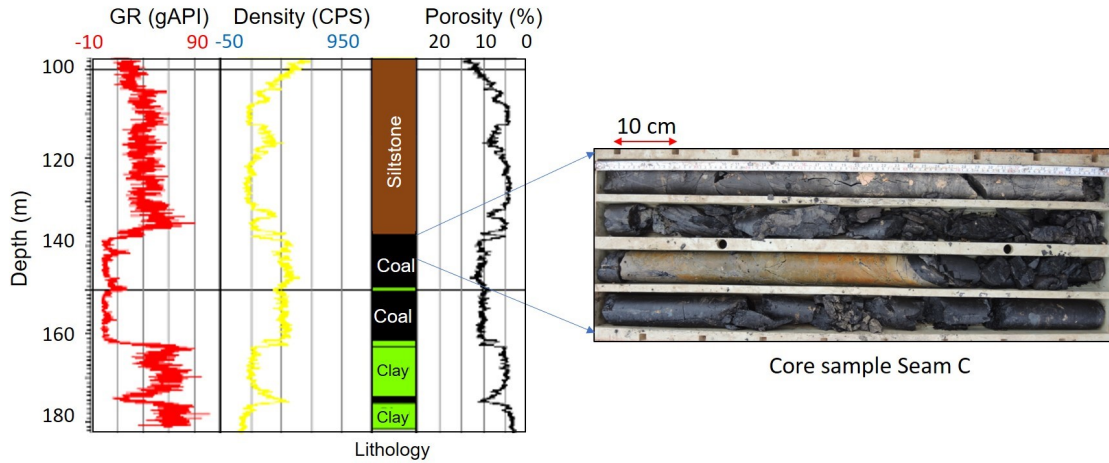 GR (gAPI) Density (CPS) Porosity (%)
-10 90 -50 950 20 10 0
100
120
140
160
180
Depth (m)
Siltstone
Coal
Coal
Clay
Clay
Lithology
10 cm
Core sample Seam C